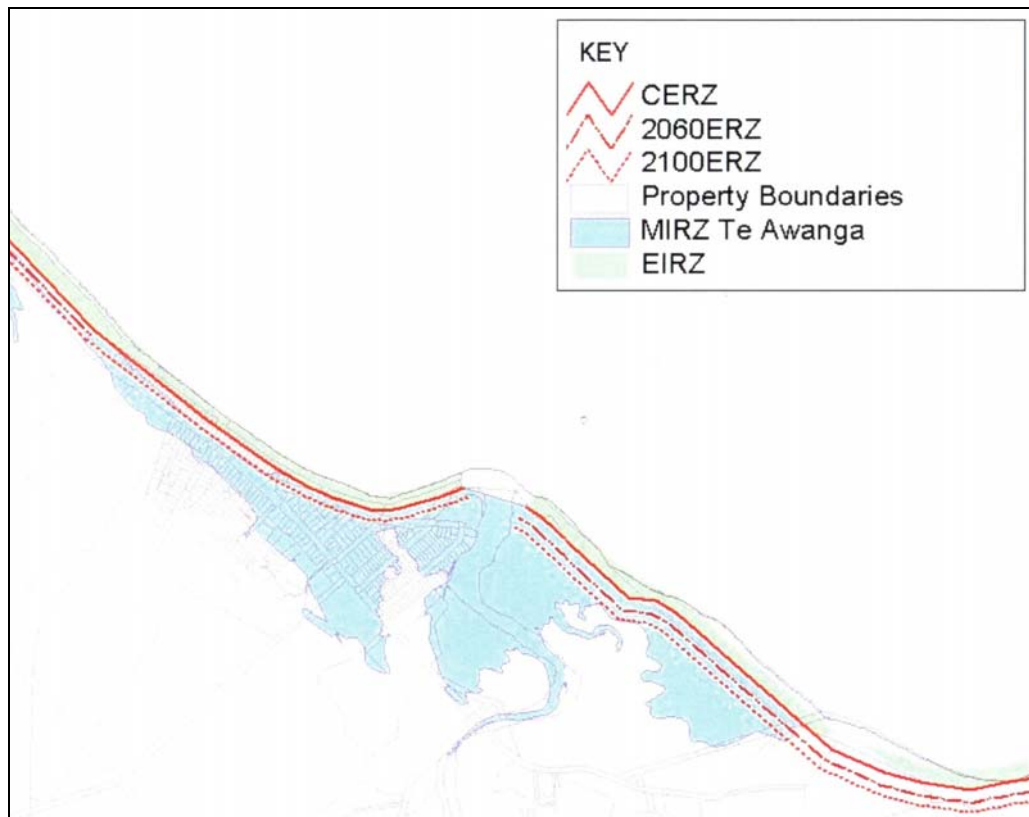 KEY
CERZ
2060ERZ
2100ERZ
Property Boundaries
MIRZ Te Awanga
EIRZ